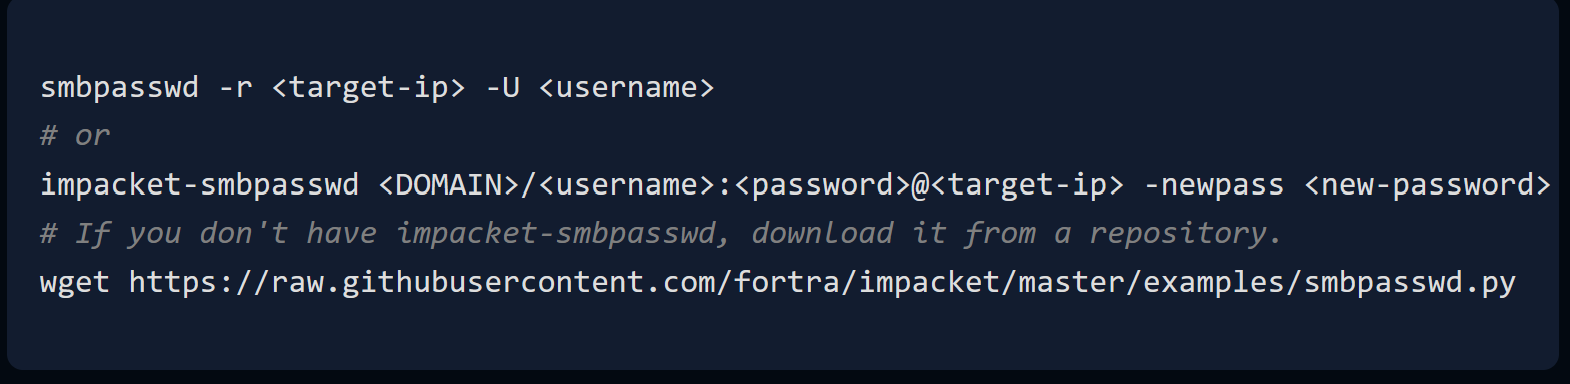 smbpasswd -r <target-ip> -U <username>
# or
impacket-smbpasswd <DOMAIN>/<username>:<password>@<target-ip> -newpass <new-password>
# If you don't have impacket-smbpasswd, download it from a repository.
wget https://raw.githubusercontent.com/fortra/impacket/master/examples/smbpasswd.py